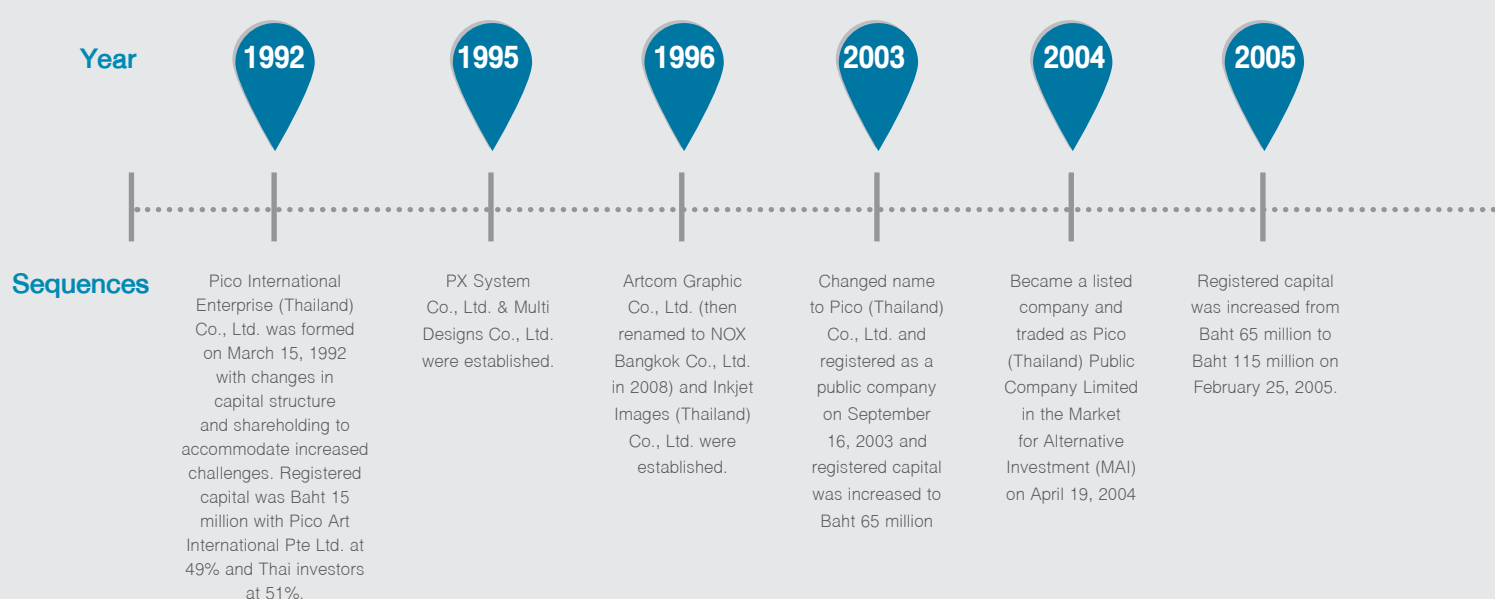 Year
1992
1995
1996
2003
2004
2005
Sequences
Pico International
Enterprise (Thailand)
Co., Ltd. was formed
on March 15, 1992
with changes in
capital structure
and shareholding to
accommodate increased
challenges. Registered
capital was Baht 15
million with Pico Art
International Pte Ltd. at
49% and Thai investors
at 51%.
PX System
Co., Ltd. & Multi
Designs Co., Ltd.
were established.
Artcom Graphic
Co., Ltd. (then
renamed to NOX
Bangkok Co., Ltd.
in 2008) and Inkjet
Images (Thailand)
Co., Ltd. were
established.
Changed name
to Pico (Thailand)
Co., Ltd. and
registered as a
public company
on September
16, 2003 and
registered capital
was increased to
Baht 65 million
Became a listed
company and
traded as Pico
(Thailand) Public
Company Limited
in the Market
for Alternative
Investment (MAI)
on April 19, 2004
Registered capital
was increased from
Baht 65 million to
Baht 115 million on
February 25, 2005.